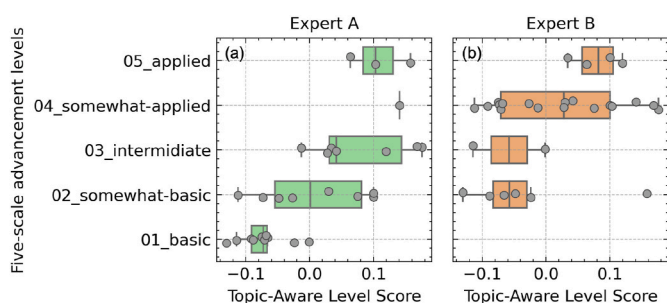 Expert A
Expert B
Five-scale advancement levels
(a)
(b)
05_applied
04_somewhat-applied
03_intermidiate
02_somewhat-basic
01_basic
−0.1
0.0
0.1
−0.1
0.0
0.1
Topic-Aware Level Score
Topic-Aware Level Score